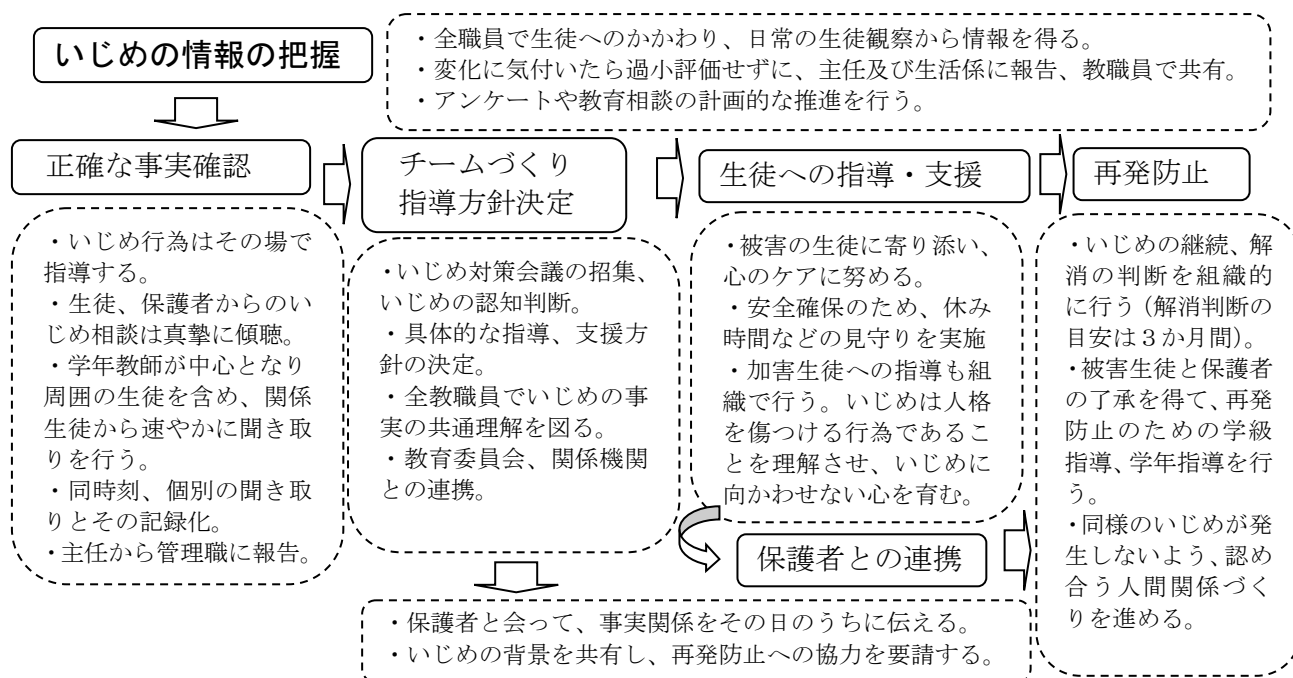 いじめの情報の把握
・全職員で生徒へのかかわり、日常の生徒観察から情報を得る。
・変化に気付いたら過小評価せずに、主任及び生活係に報告、教職員で共有。
・アンケートや教育相談の計画的な推進を行う。
正確な事実確認
・いじめ行為はその場で
指導する。
・生徒、保護者からのい
じめ相談は真摯に傾聴。
・学年教師が中心となり
周囲の生徒を含め、関係
生徒から速やかに聞き取
りを行う。
・同時刻、個別の聞き取
りとその記録化。
・主任から管理職に報告。
チームづくり
指導方針決定
・いじめ対策会議の招集、
いじめの認知判断。
・具体的な指導、支援方
針の決定。
・全教職員でいじめの事
実の共通理解を図る。
・教育委員会、関係機関
との連携。
生徒への指導・支援
・被害の生徒に寄り添い、
心のケアに努める。
・安全確保のため、休み
時間などの見守りを実施
・加害生徒への指導も組
織で行う。いじめは人格
を傷つける行為であるこ
とを理解させ、いじめに
向かわせない心を育む。
保護者との連携
・保護者と会って、事実関係をその日のうちに伝える。
・いじめの背景を共有し、再発防止への協力を要請する。
再発防止
・いじめの継続、解
消の判断を組織的
に行う（解消判断の
目安は３か月間）。
・被害生徒と保護者
の了承を得て、再発
防止のための学級
指導、学年指導を行
う。
・同様のいじめが発
生しないよう、認め
合う人間関係づく
りを進める。